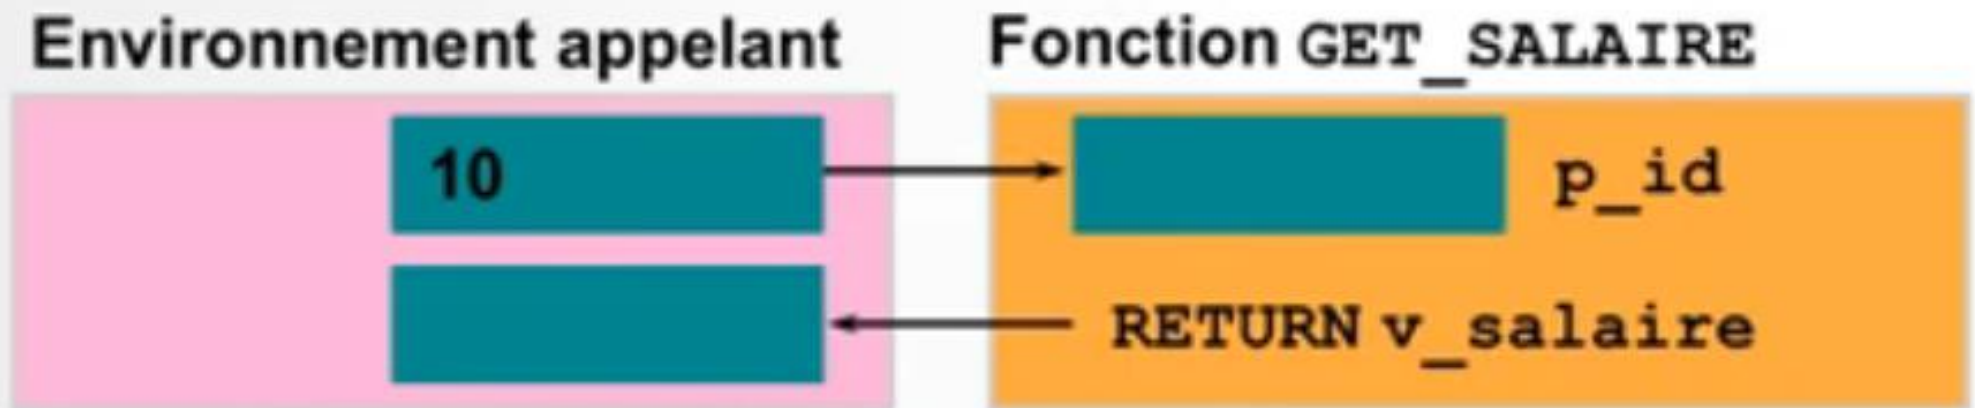 Environnement appelant
Fonction GET_SALAIRE
10
p_id
RETURN v_salaire